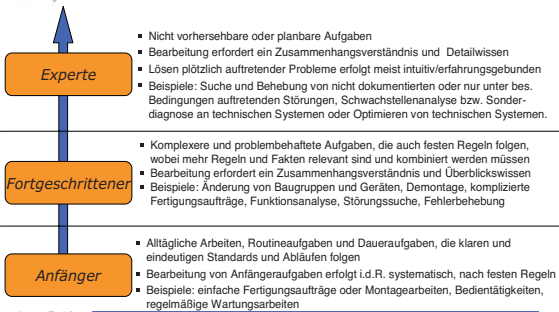 ▪ Nicht vorhersehbare oder planbare Aufgaben
▪ Bearbeitung erfordert ein Zusammenhangsverständnis und Detailwissen
Experte
▪ Lösen plötzlich auftretender Probleme erfolgt meist intuitiv/erfahrungsgebunden
▪ Beispiele: Suche und Behebung von nicht dokumentierten oder nur unter bes.
Bedingungen auftretenden Störungen, Schwachstellenanalyse bzw. Sonder-
diagnose an technischen Systemen oder Optimieren von technischen Systemen.
▪ Komplexere und problembehaftete Aufgaben, die auch festen Regeln folgen,
wobei mehr Regeln und Fakten relevant sind und kombiniert werden müssen
▪ Bearbeitung erfordert ein Zusammenhangsverständnis und Überblickswissen
Fortgeschrittener
▪ Beispiele: Änderung von Baugruppen und Geräten, Demontage, komplizierte
Fertigungsaufträge, Funktionsanalyse, Störungssuche, Fehlerbehebung
▪ Alltägliche Arbeiten, Routineaufgaben und Daueraufgaben, die klaren und
eindeutigen Standards und Abläufen folgen
Anfänger
▪ Bearbeitung von Anfängeraufgaben erfolgt i.d.R. systematisch, nach festen Regeln
▪ Beispiele: einfache Fertigungsaufträge oder Montagearbeiten, Bedientätigkeiten,
regelmäßige Wartungsarbeiten